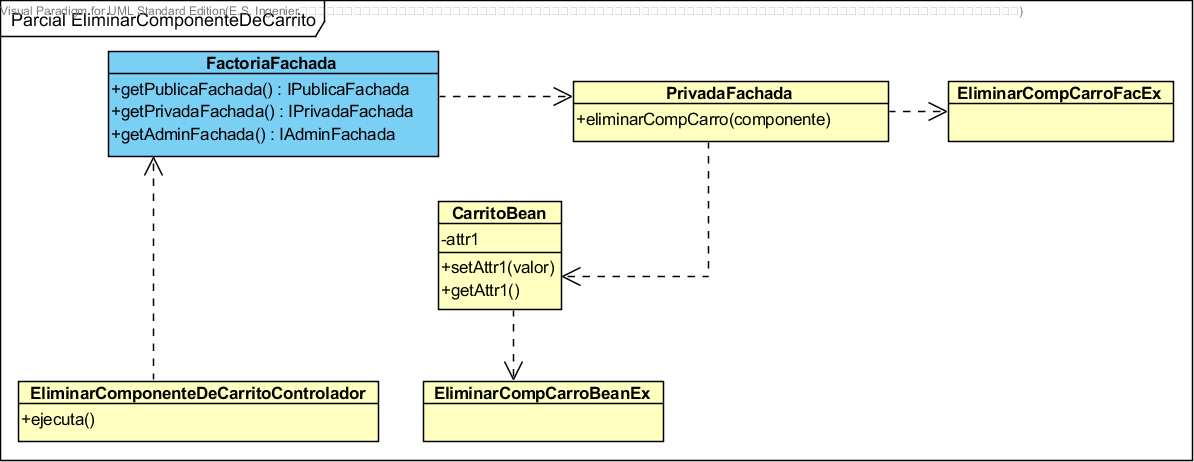 Visual Paradigm for UML Standard Edition(E.S. Ingenier
Parcial EliminarComponenteDeCarrito
FactoriaFachada
+getPublicaFachada() : IPublicaFachada
+getPrivadaFachada() : IPrivadaFachada
+getAdminFachada() : IAdminFachada
PrivadaFachada
+eliminarCompCarro(componente)
EliminarCompCarroFacEx
CarritoBean
-attr1
+setAttr1(valor)
+getAttr1()
EliminarComponenteDeCarritoControlador
+ejecuta()
EliminarCompCarroBeanEx